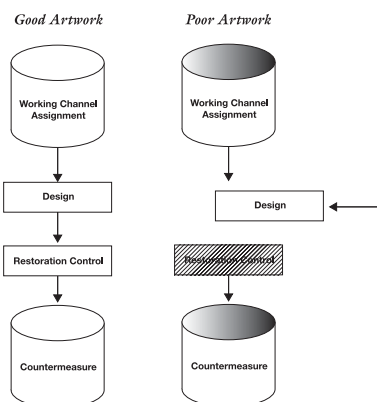 Good Artwork
Poor Artwork
Working Channel
Assignment
Design
Restoration Control
Countermeasure
Working Channel
Assignment
Design
Restoration Control
Countermeasure